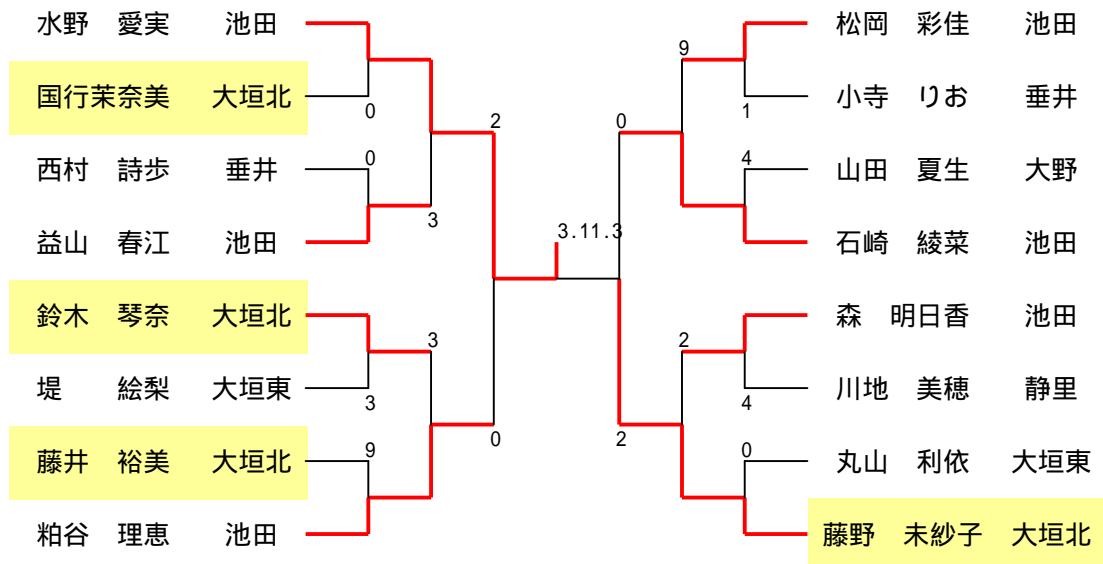 水野 愛実 池田
国行茉奈美 大垣北
0
西村 詩歩 垂井
0
益山 春江 池田
3
2
鈴木 琴奈 大垣北
3
堤 絵梨 大垣東
3
藤井 裕美 大垣北
9
0
粕谷 理恵 池田
3.11.3
松岡 彩佳 池田
9
小寺 りお 垂井
1
0
山田 夏生 大野
4
石崎 綾菜 池田
森 明日香 池田
2
川地 美穂 静里
4
2
丸山 利依 大垣東
0
藤野 未紗子 大垣北